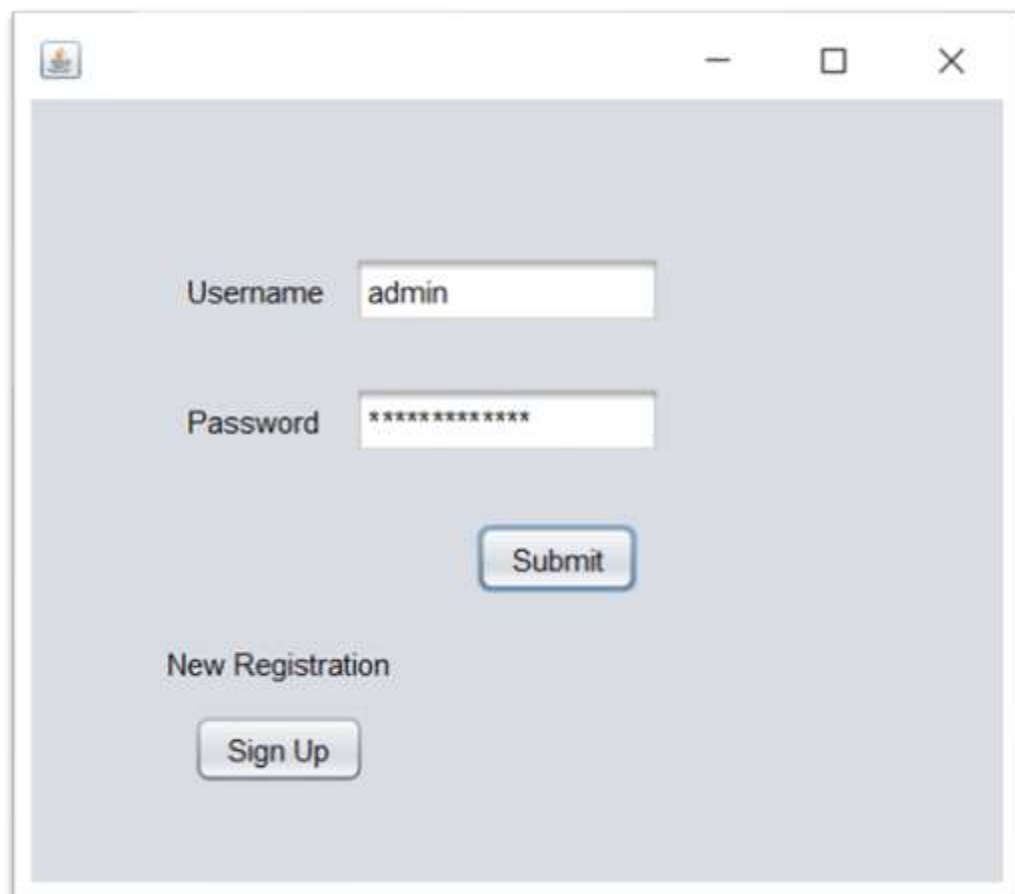 Username admin
Password *************
Submit
New Registration
Sign Up